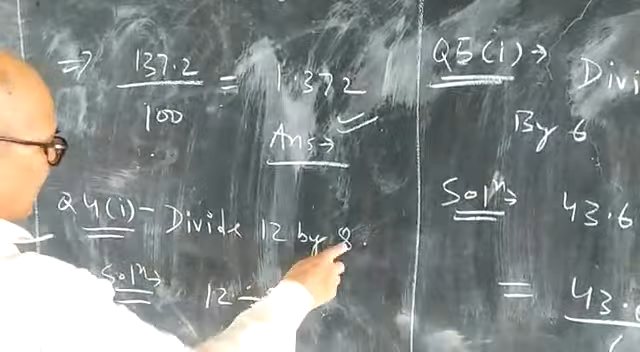 ⇒ 137.2 / 100 = 1.372
Ans→
Q4(i)- Divide 12 by 8.
Solⁿ→ 12÷
Q5(i)→
By 6
Solⁿ→ 43.6
= 43.